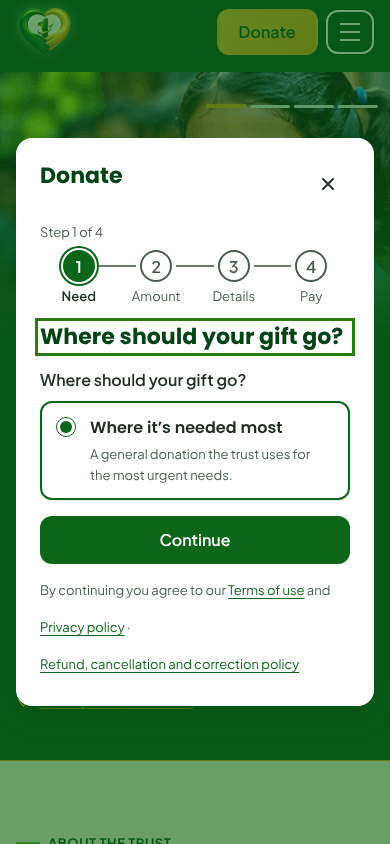 Donate
Donate
Step 1 of 4
1
2
3
4
Need
Amount
Details
Pay
Where should your gift go?
Where should your gift go?
Where it’s needed most
A general donation the trust uses for
the most urgent needs.
Continue
By continuing you agree to our Terms of use and
Privacy policy ·
Refund, cancellation and correction policy
ABOUT THE TRUST